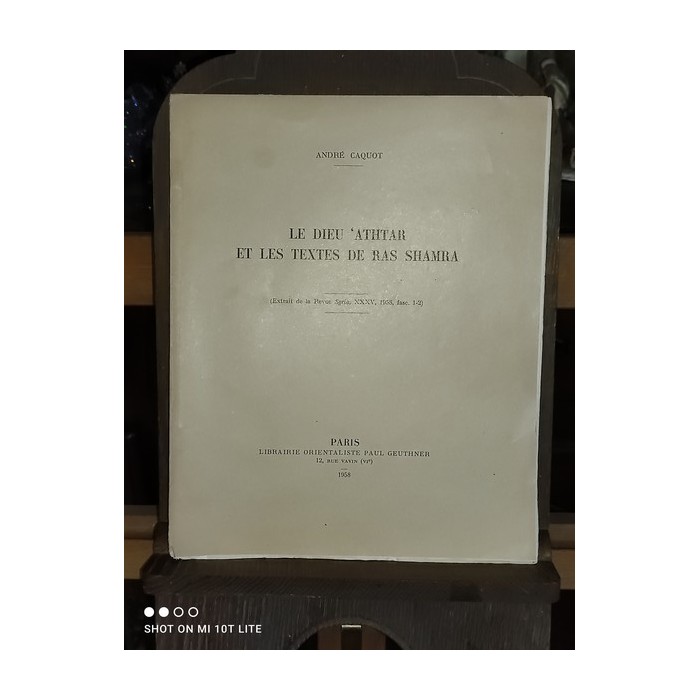 ANDRÉ CAQUOT
LE DIEU ʿATHTAR
ET LES TEXTES DE RAS SHAMRA
(Extrait de la Revue Syria, XXXV, 1958, fasc. 1-2)
PARIS
LIBRAIRIE ORIENTALISTE PAUL GEUTHNER
12, RUE VAVIN (VIe)
1958
SHOT ON MI 10T LITE